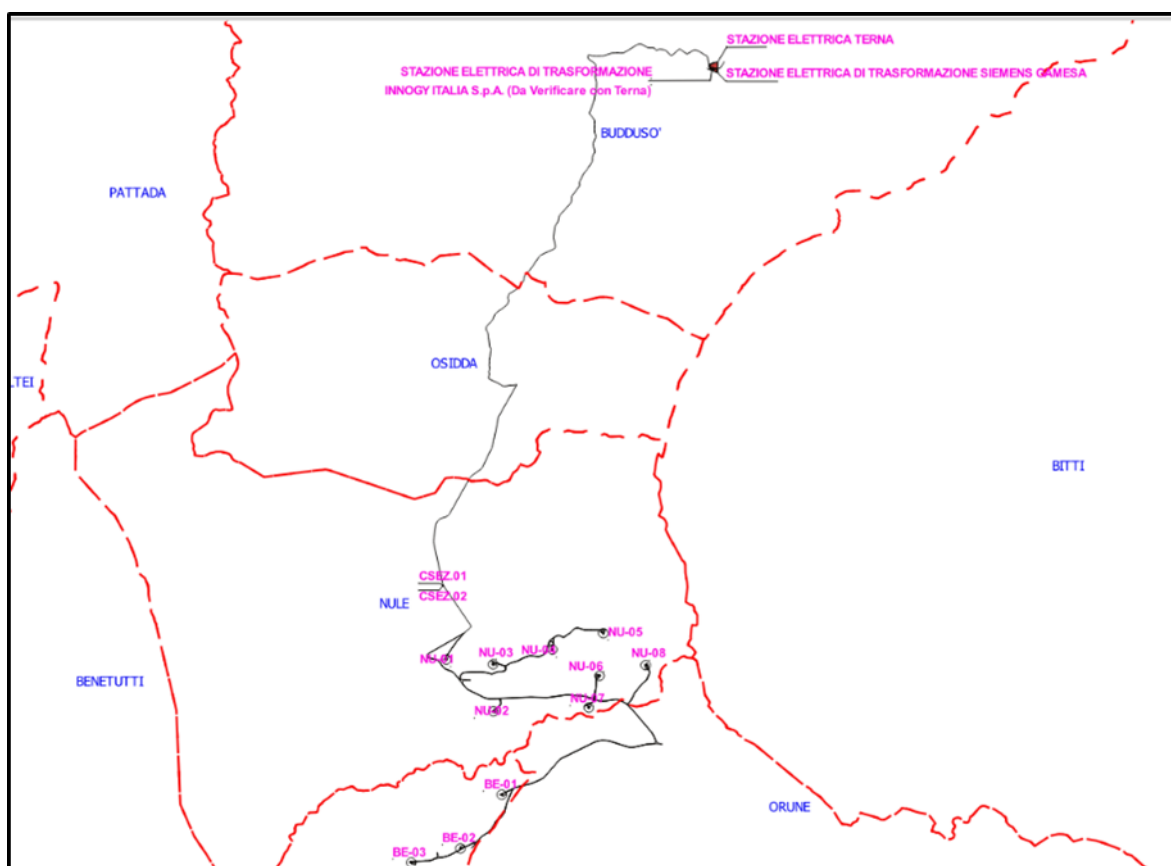 STAZIONE ELETTRICA TERNA
STAZIONE ELETTRICA DI TRASFORMAZIONE
INNOGY ITALIA S.p.A. (Da Verificare con Terna)
STAZIONE ELETTRICA DI TRASFORMAZIONE SIEMENS GAMESA
BUDDUSO'
PATTADA
OSIDDA
LTEI
BITTI
CSEZ.01
CSEZ.02
NULE
NU-05
NU-01
NU-03
NU-08
NU-06
BENETUTTI
NU-02
NU-07
BE-01
ORUNE
BE-02
BE-03